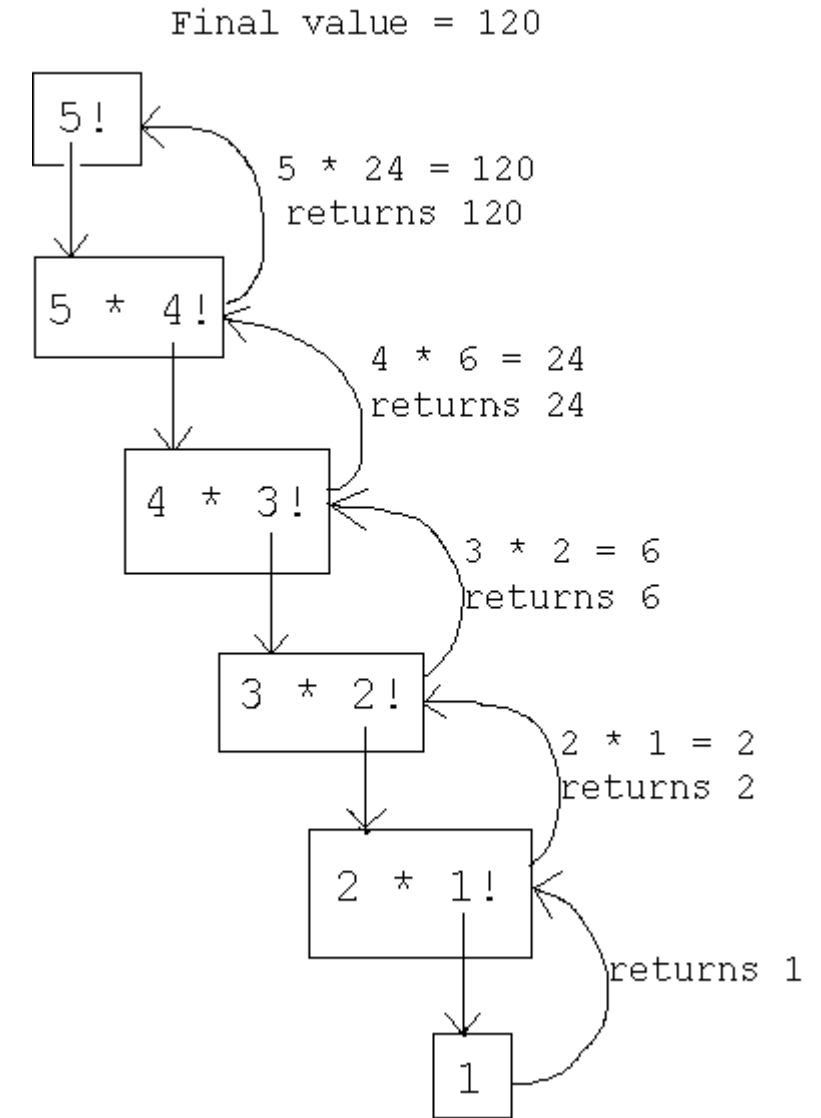 Final value = 120
5!
5 * 24 = 120
returns 120
5 * 4!
4 * 6 = 24
returns 24
4 * 3!
3 * 2 = 6
returns 6
3 * 2!
2 * 1 = 2
returns 2
2 * 1!
returns 1
1